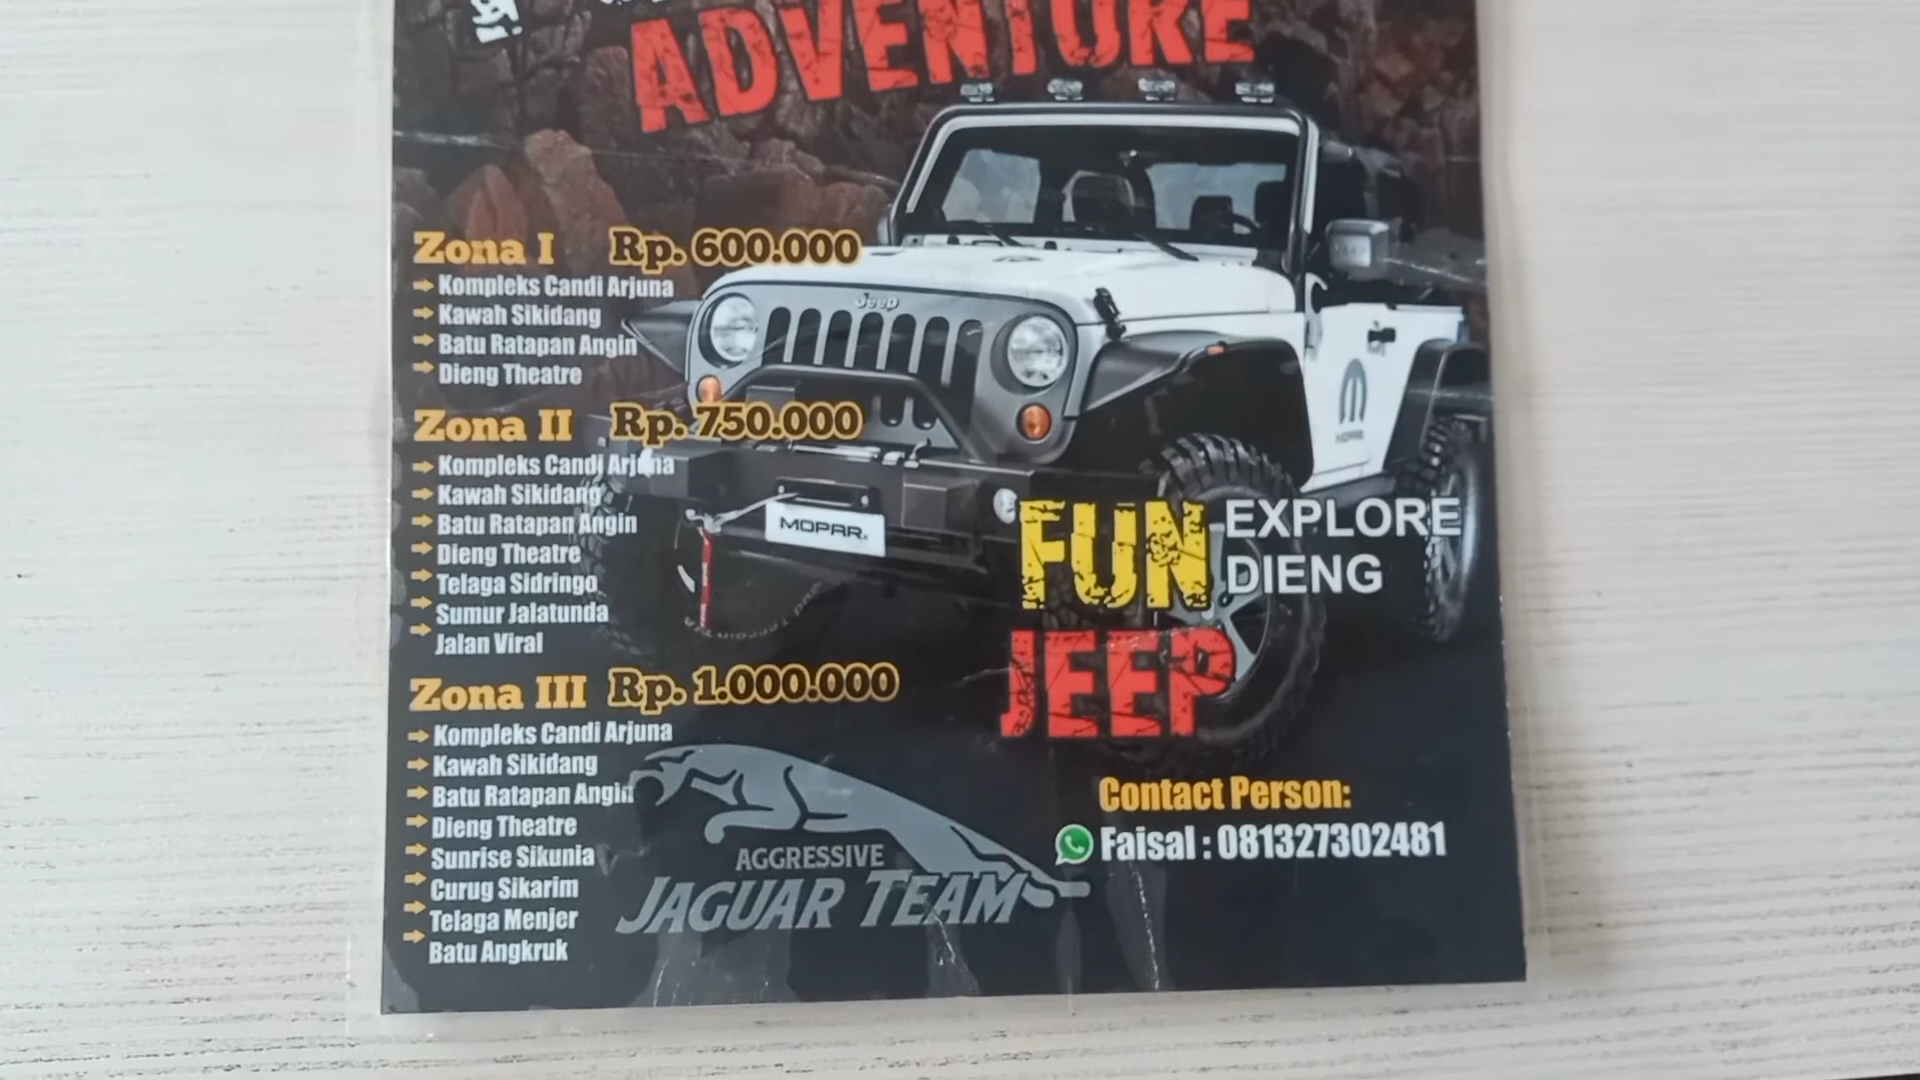 ADVENTURE
Zona I Rp. 600.000
Kompleks Candi Arjuna
Kawah Sikidang
Batu Ratapan Angin
Dieng Theatre
Zona II Rp. 750.000
Kompleks Candi Arjuna
Kawah Sikidang
Batu Ratapan Angin
Dieng Theatre
Telaga Sidringo
Sumur Jalatunda
Jalan Viral
Zona III Rp. 1.000.000
Kompleks Candi Arjuna
Kawah Sikidang
Batu Ratapan Angin
Dieng Theatre
Sunrise Sikunia
Curug Sikarim
Telaga Menjer
Batu Angkruk
Jeep
MOPAR
MOPAR
FUN EXPLORE
DIENG
JEEP
AGGRESSIVE
JAGUAR TEAM
Contact Person:
Faisal : 081327302481